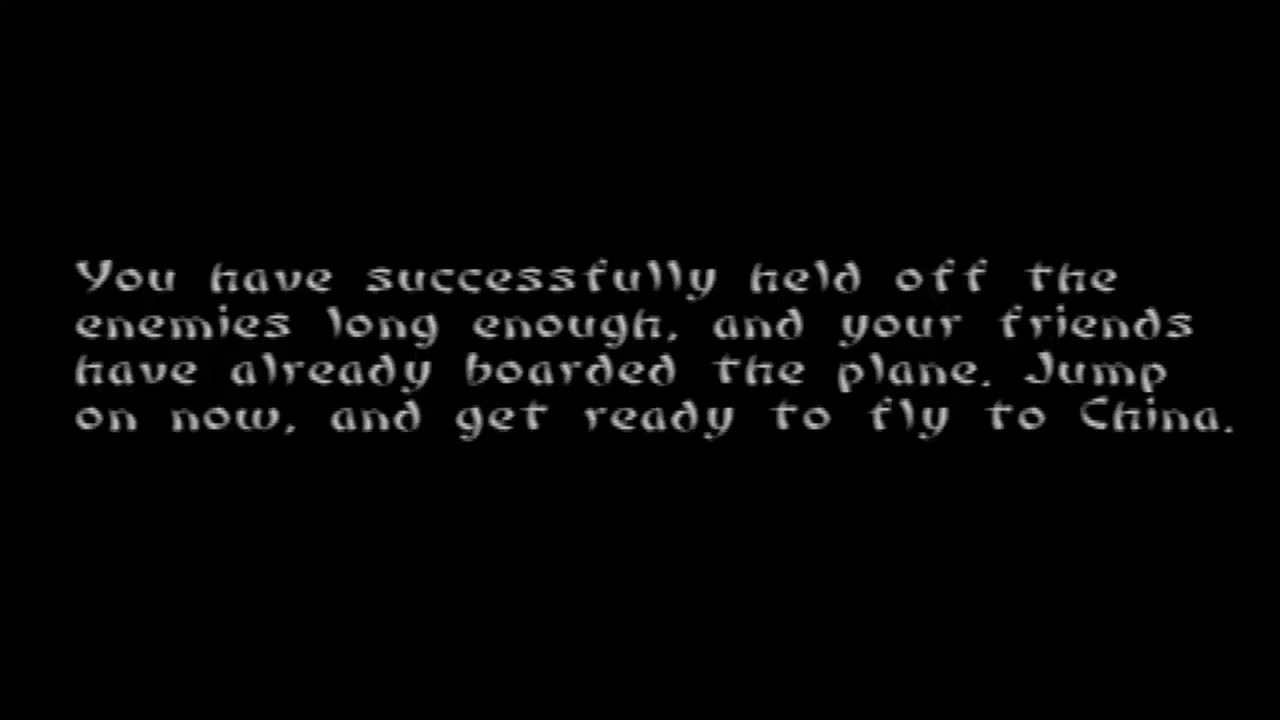 You have successfully held off the
enemies long enough, and your friends
have already boarded the plane. Jump
on now, and get ready to fly to China.